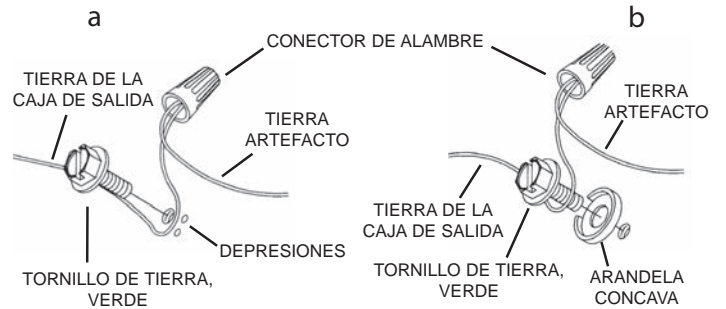 a
b
CONECTOR DE ALAMBRE
TIERRA DE LA
CAJA DE SALIDA
TIERRA
ARTEFACTO
DEPRESIONES
TORNILLO DE TIERRA,
VERDE
TIERRA
ARTEFACTO
TIERRA DE LA
CAJA DE SALIDA
TORNILLO DE TIERRA,
VERDE
ARANDELA
CONCAVA